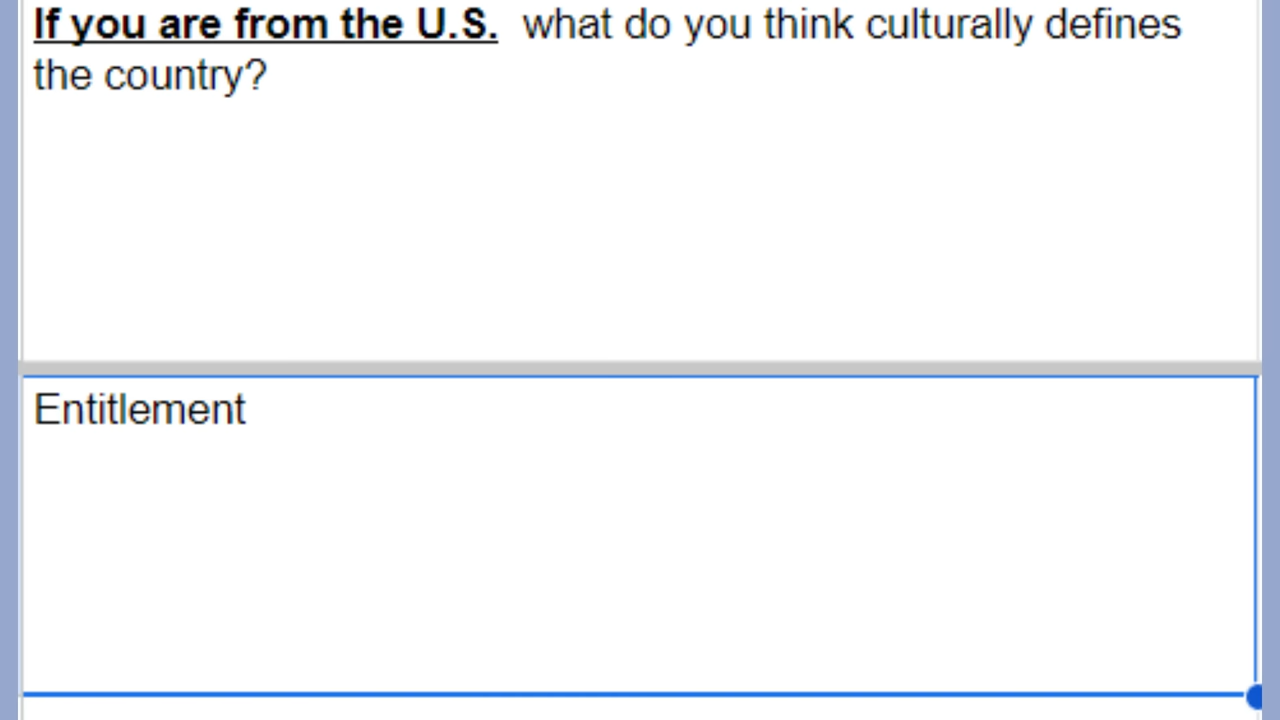 If you are from the U.S. what do you think culturally defines
the country?
Entitlement